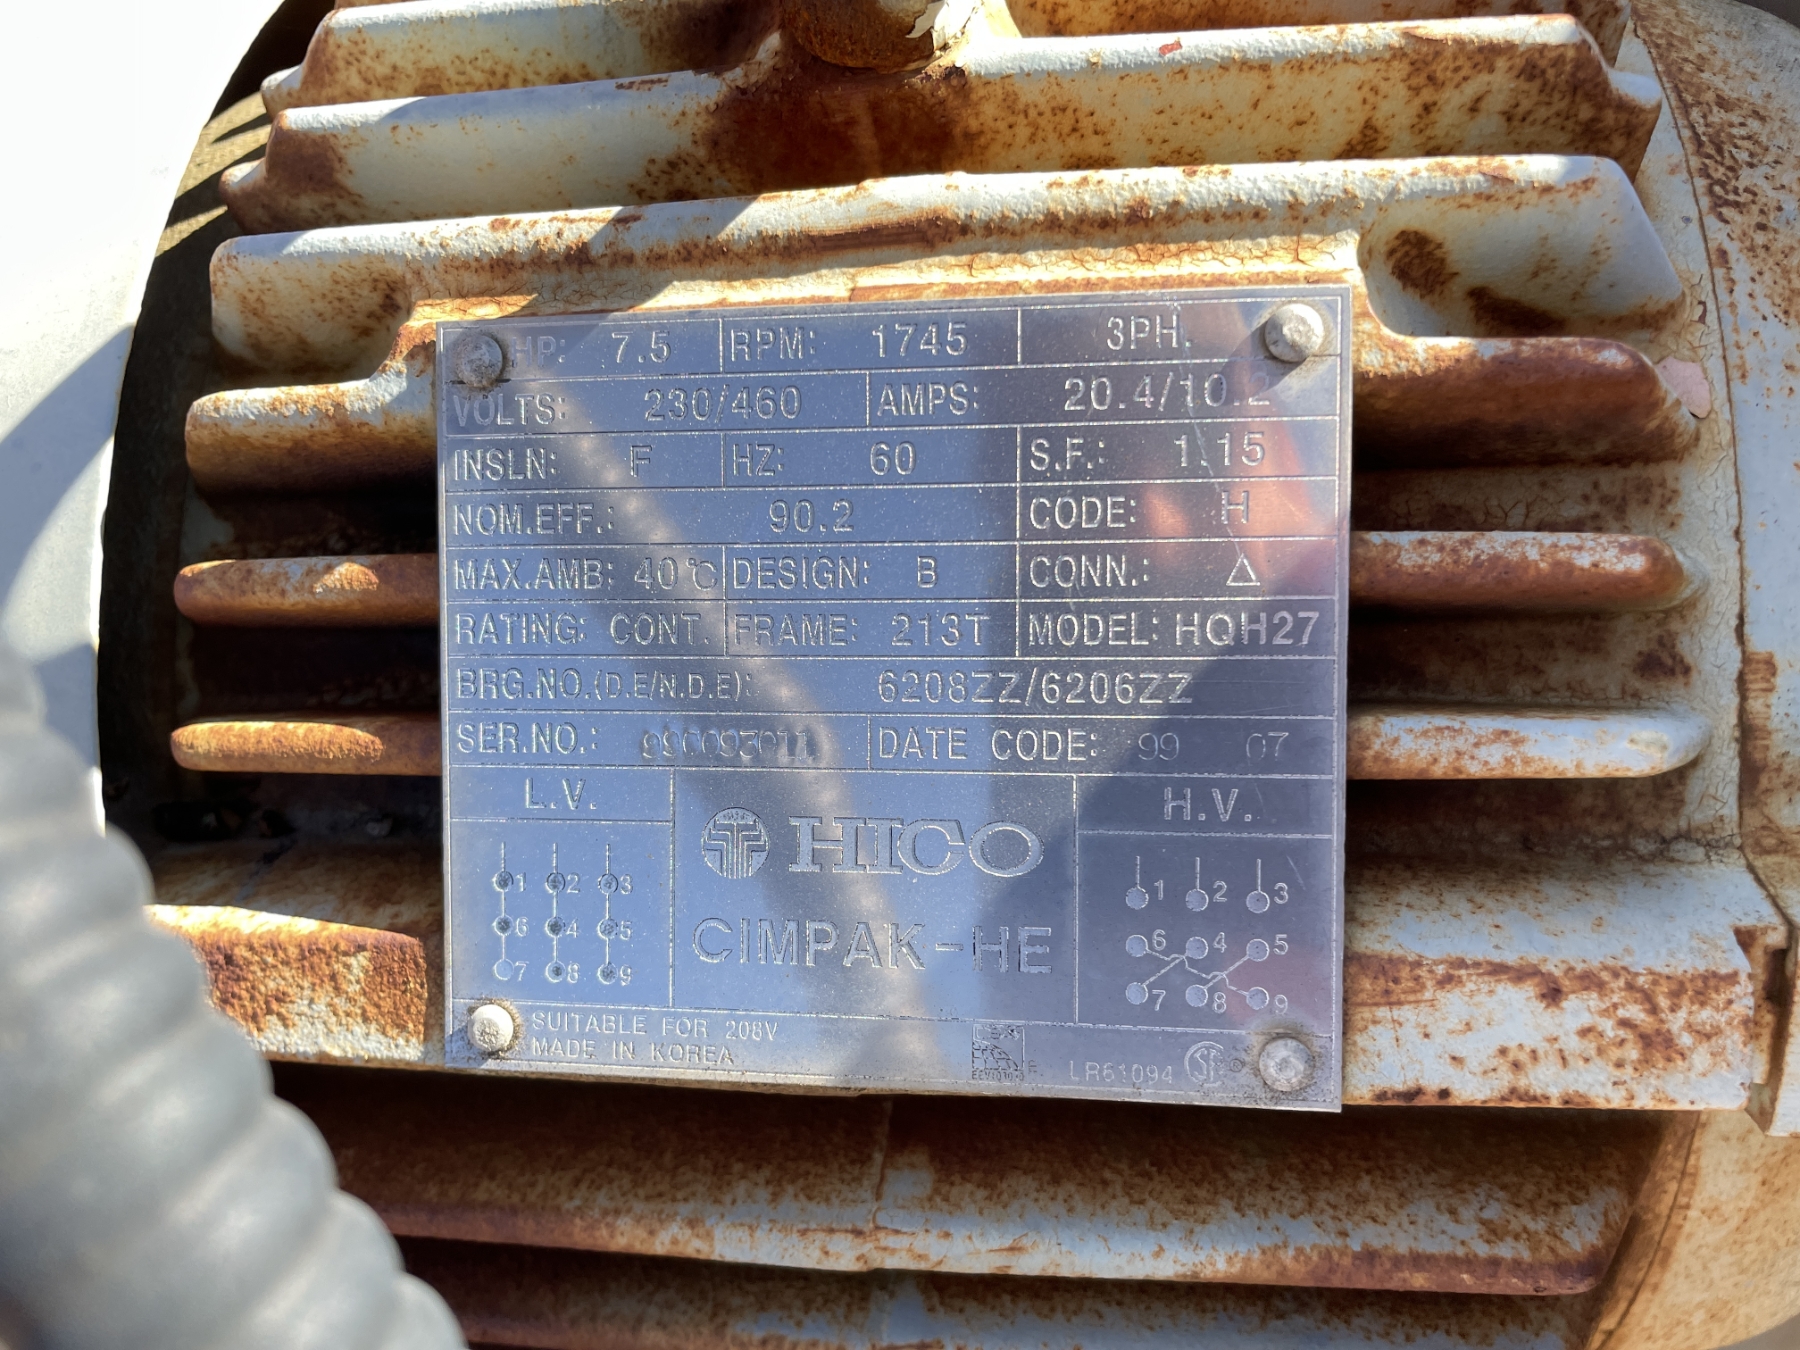 HP: 7.5 RPM: 1745 3PH.
VOLTS: 230/460 AMPS: 20.4/10.2
INSLN: F HZ: 60 S.F.: 1.15
NOM.EFF.: 90.2 CODE: H
MAX.AMB: 40°C DESIGN: B CONN.: △
RATING: CONT. FRAME: 213T MODEL: HQH27
BRG.NO.(D.E/N.D.E): 6208ZZ/6206ZZ
SER.NO.: DATE CODE: 99 07
L.V.
1 2 3
6 4 5
7 8 9
HICO
CIMPAK-HE
H.V.
1 2 3
6 4 5
7 8 9
SUITABLE FOR 208V
MADE IN KOREA
LR61094